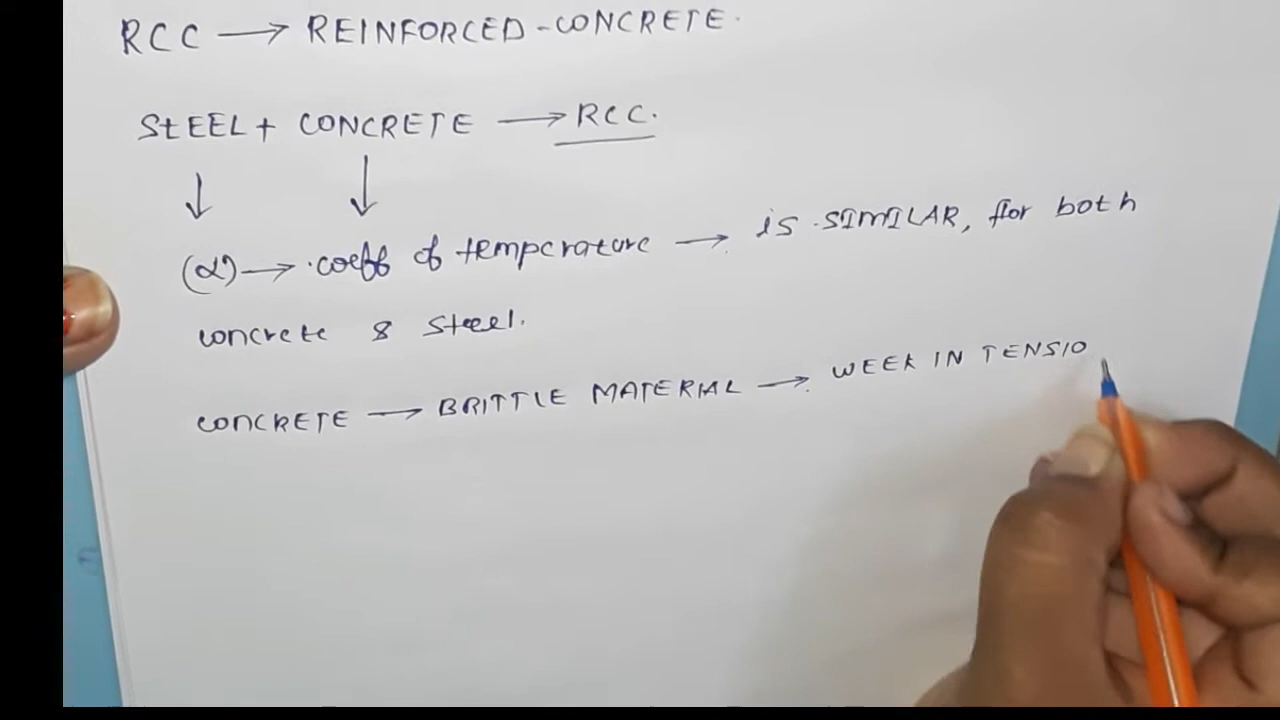 RCC → REINFORCED-CONCRETE.
STEEL + CONCRETE → RCC.
(α) → coeff of temperature → is SIMILAR, for both
concrete & steel.
CONCRETE → BRITTLE MATERIAL → WEEK IN TENSIO